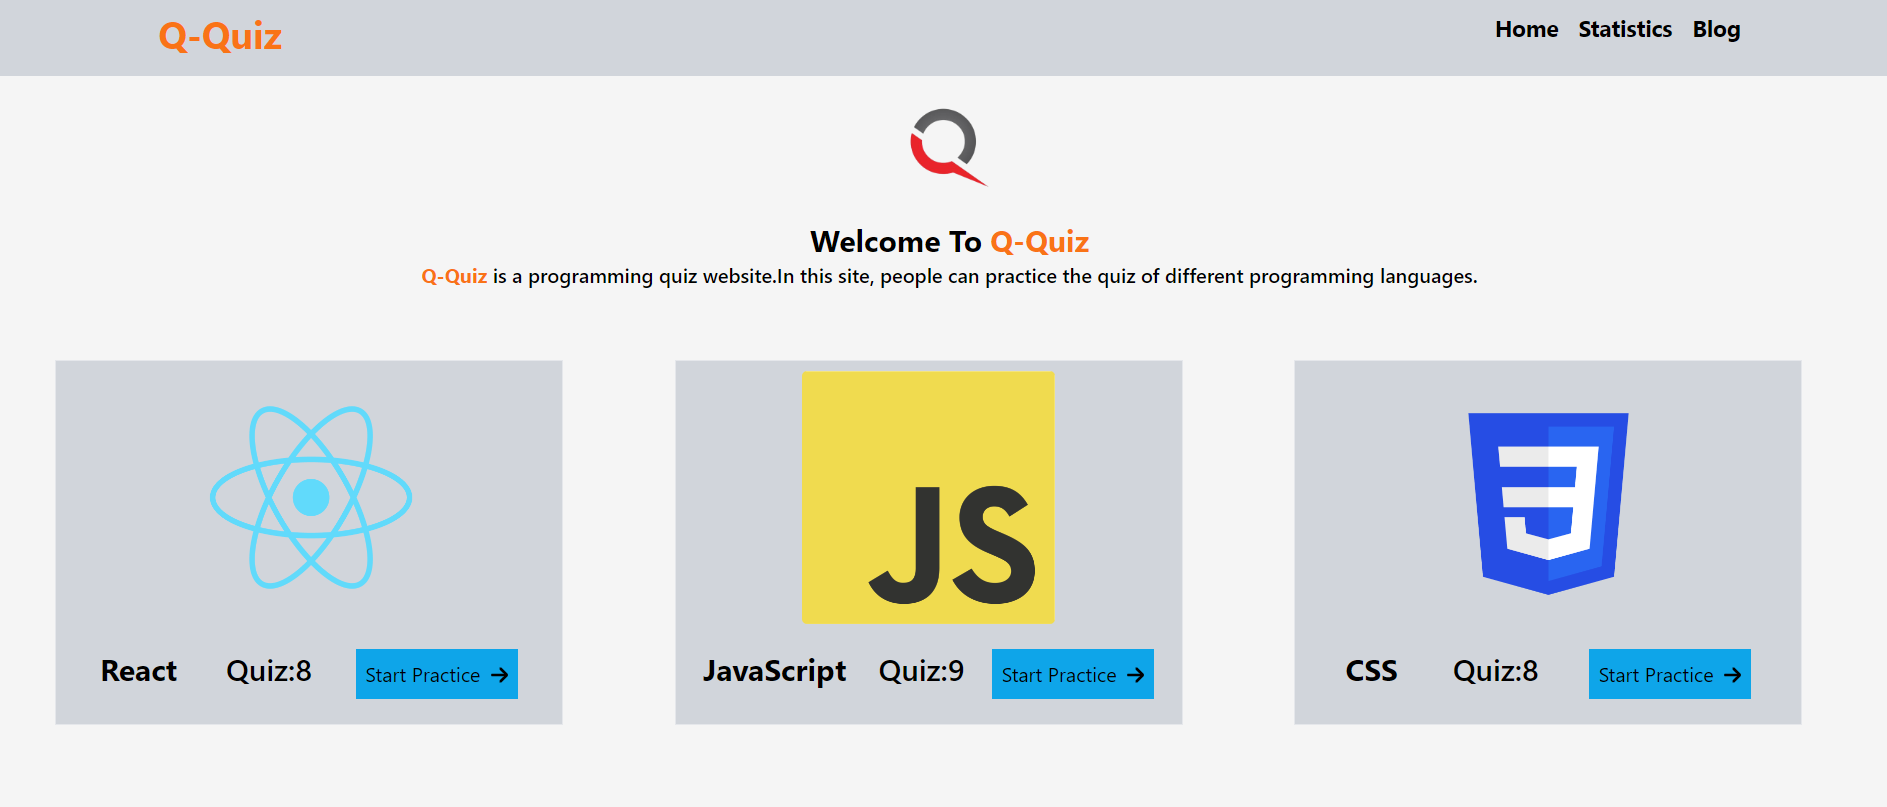 Q-Quiz
Home Statistics Blog
Welcome To Q-Quiz
Q-Quiz is a programming quiz website.In this site, people can practice the quiz of different programming languages.
JS
React Quiz:8 Start Practice →
JavaScript Quiz:9 Start Practice →
CSS Quiz:8 Start Practice →